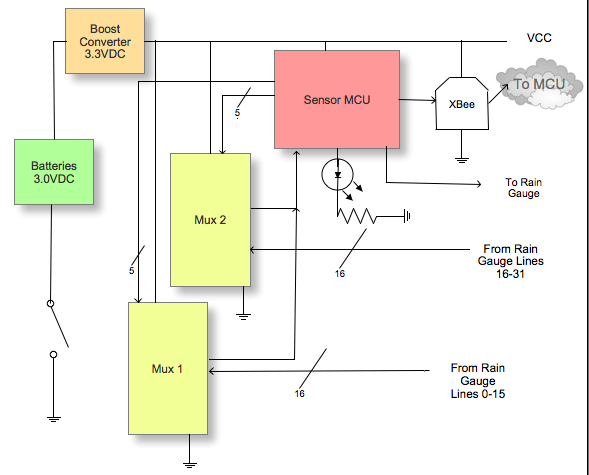 Boost
Converter
3.3VDC
VCC
To MCU
Sensor MCU
XBee
5
Batteries
3.0VDC
To Rain
Gauge
Mux 2
From Rain
Gauge Lines
16-31
16
5
Mux 1
From Rain
Gauge
Lines 0-15
16